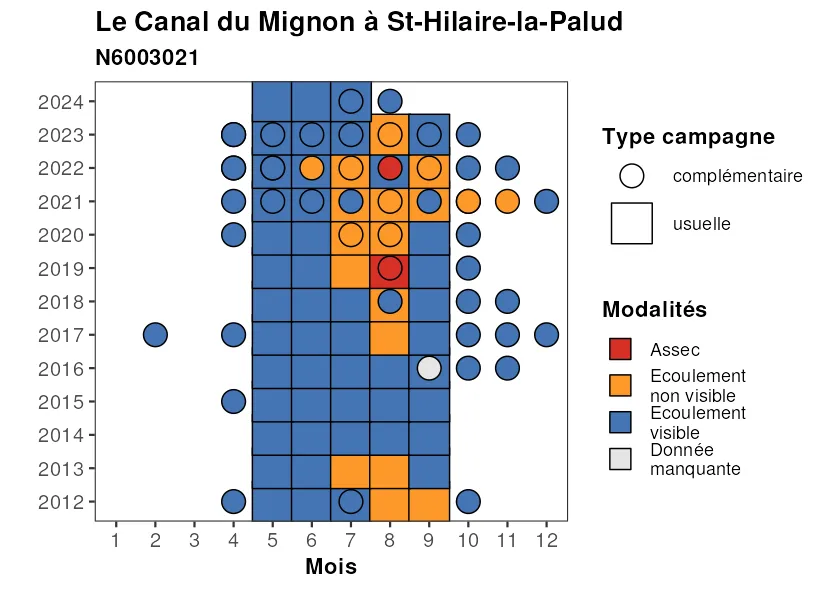 Le Canal du Mignon à St-Hilaire-la-Palud
N6003021
2024
2023
2022
2021
2020
2019
2018
2017
2016
2015
2014
2013
2012
1 2 3 4 5 6 7 8 9 10 11 12
Mois
Type campagne
complémentaire
usuelle
Modalités
Assec
Ecoulement
non visible
Ecoulement
visible
Donnée
manquante